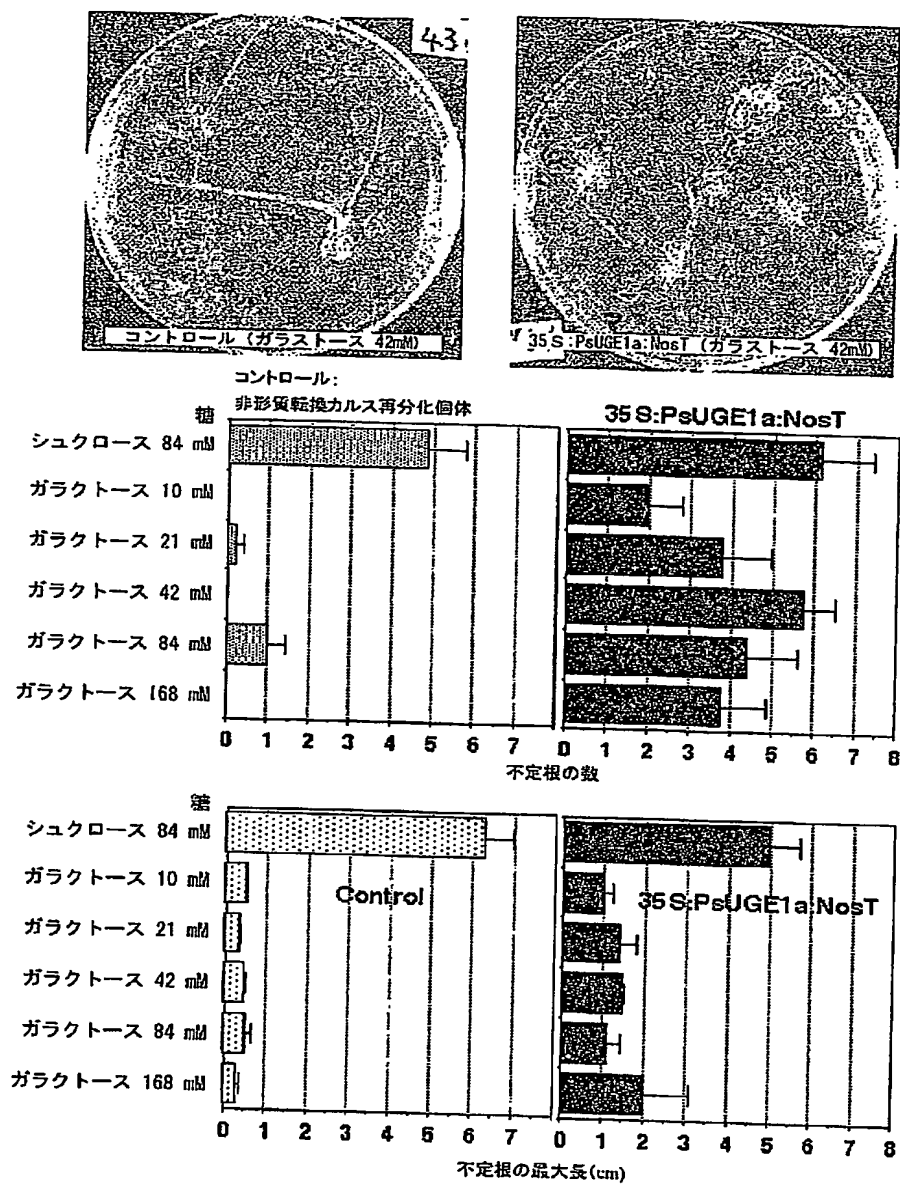 43
コントロール (ガラストース 42mM)
35S:PsUGE1a:NosT (ガラストース 42mM)
コントロール:
非形質転換カルス再分化個体
糖
35S:PsUGE1a:NosT
シュクロース 84 mM
ガラクトース 10 mM
ガラクトース 21 mM
ガラクトース 42 mM
ガラクトース 84 mM
ガラクトース 168 mM
0 1 2 3 4 5 6 7
0 1 2 3 4 5 6 7 8
不定根の数
糖
シュクロース 84 mM
ガラクトース 10 mM
Control
35S:PsUGE1a:NosT
ガラクトース 21 mM
ガラクトース 42 mM
ガラクトース 84 mM
ガラクトース 168 mM
0 1 2 3 4 5 6 7
0 1 2 3 4 5 6 7 8
不定根の最大長(cm)